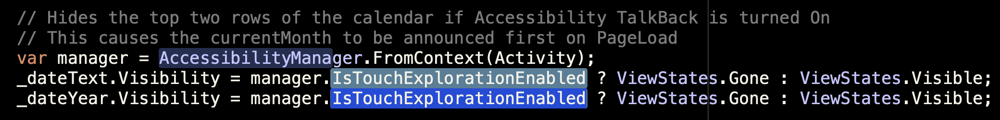 // Hides the top two rows of the calendar if Accessibility TalkBack is turned On
// This causes the currentMonth to be announced first on PageLoad
var manager = AccessibilityManager.FromContext(Activity);
_dateText.Visibility = manager.IsTouchExplorationEnabled ? ViewStates.Gone : ViewStates.Visible;
_dateYear.Visibility = manager.IsTouchExplorationEnabled ? ViewStates.Gone : ViewStates.Visible;